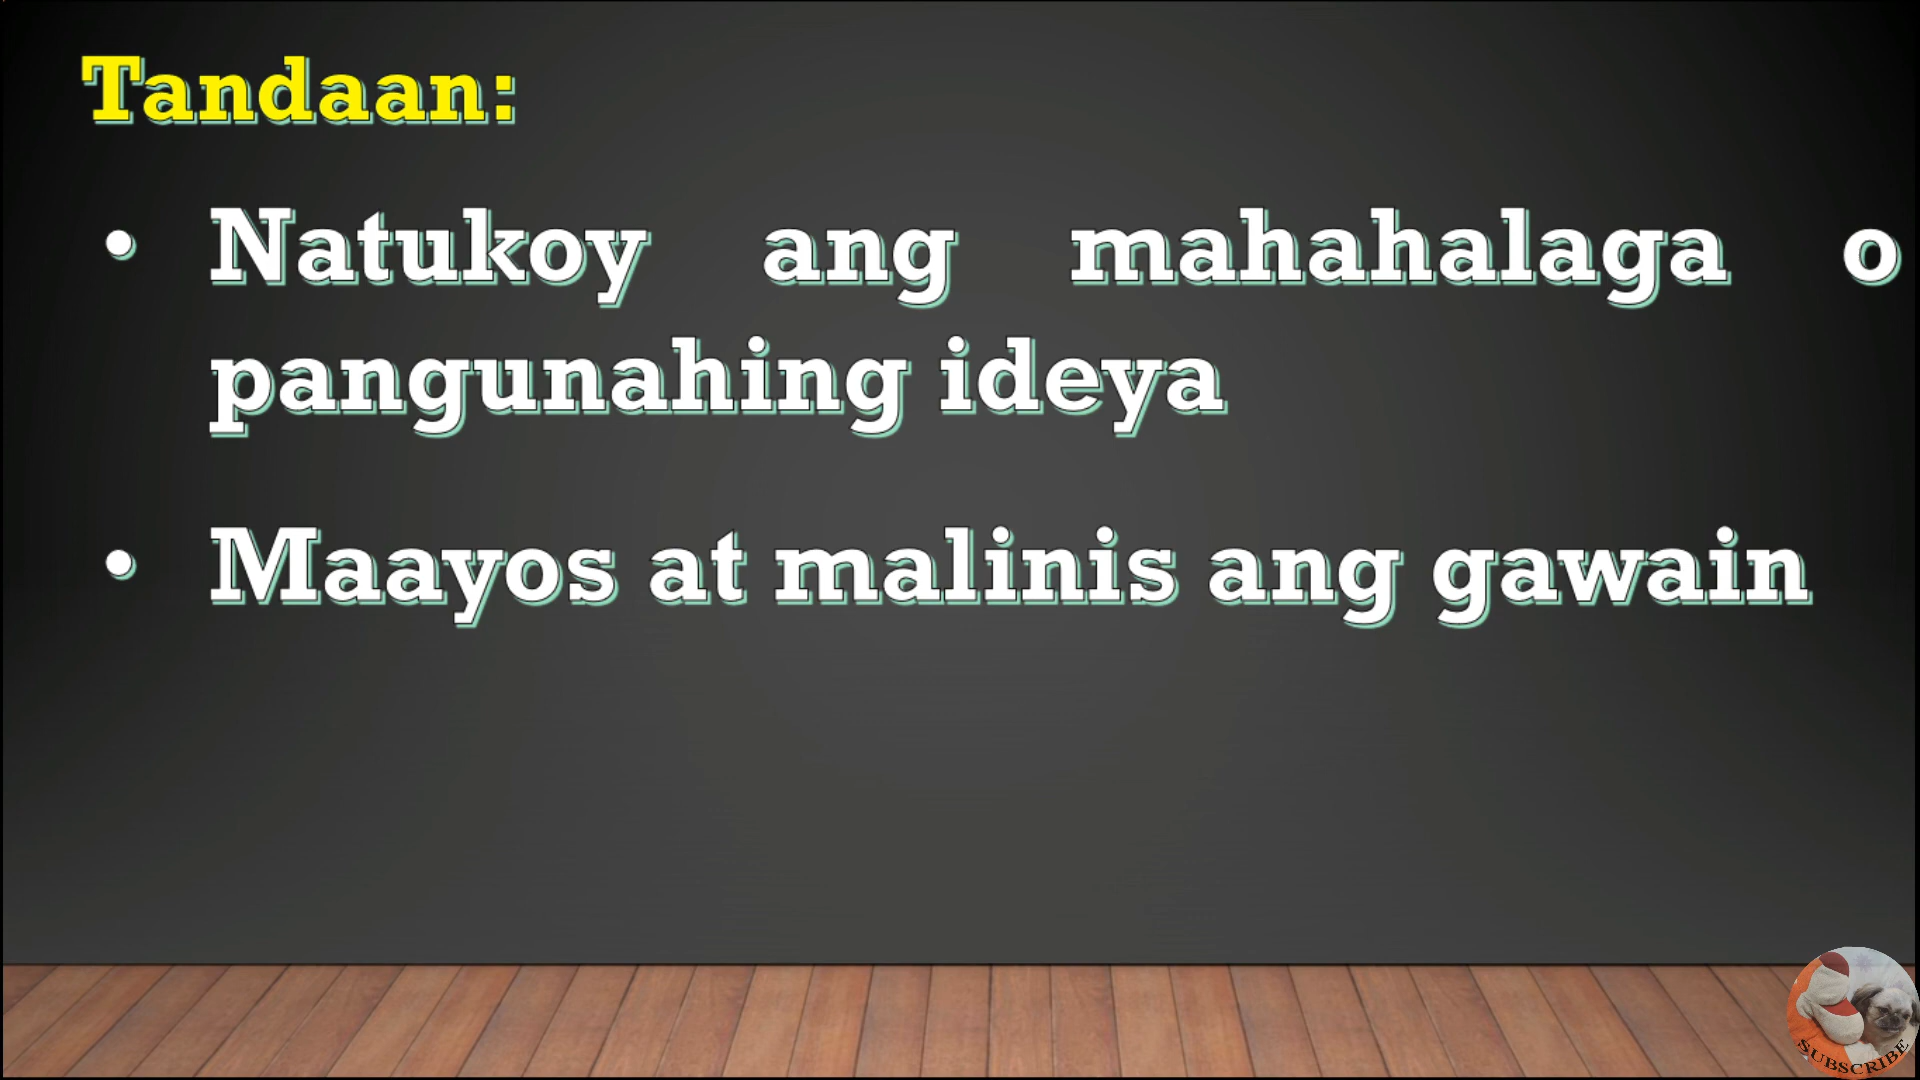 Tandaan:
• Natukoy ang mahahalaga o
pangunahing ideya
• Maayos at malinis ang gawain
SUBSCRIBE